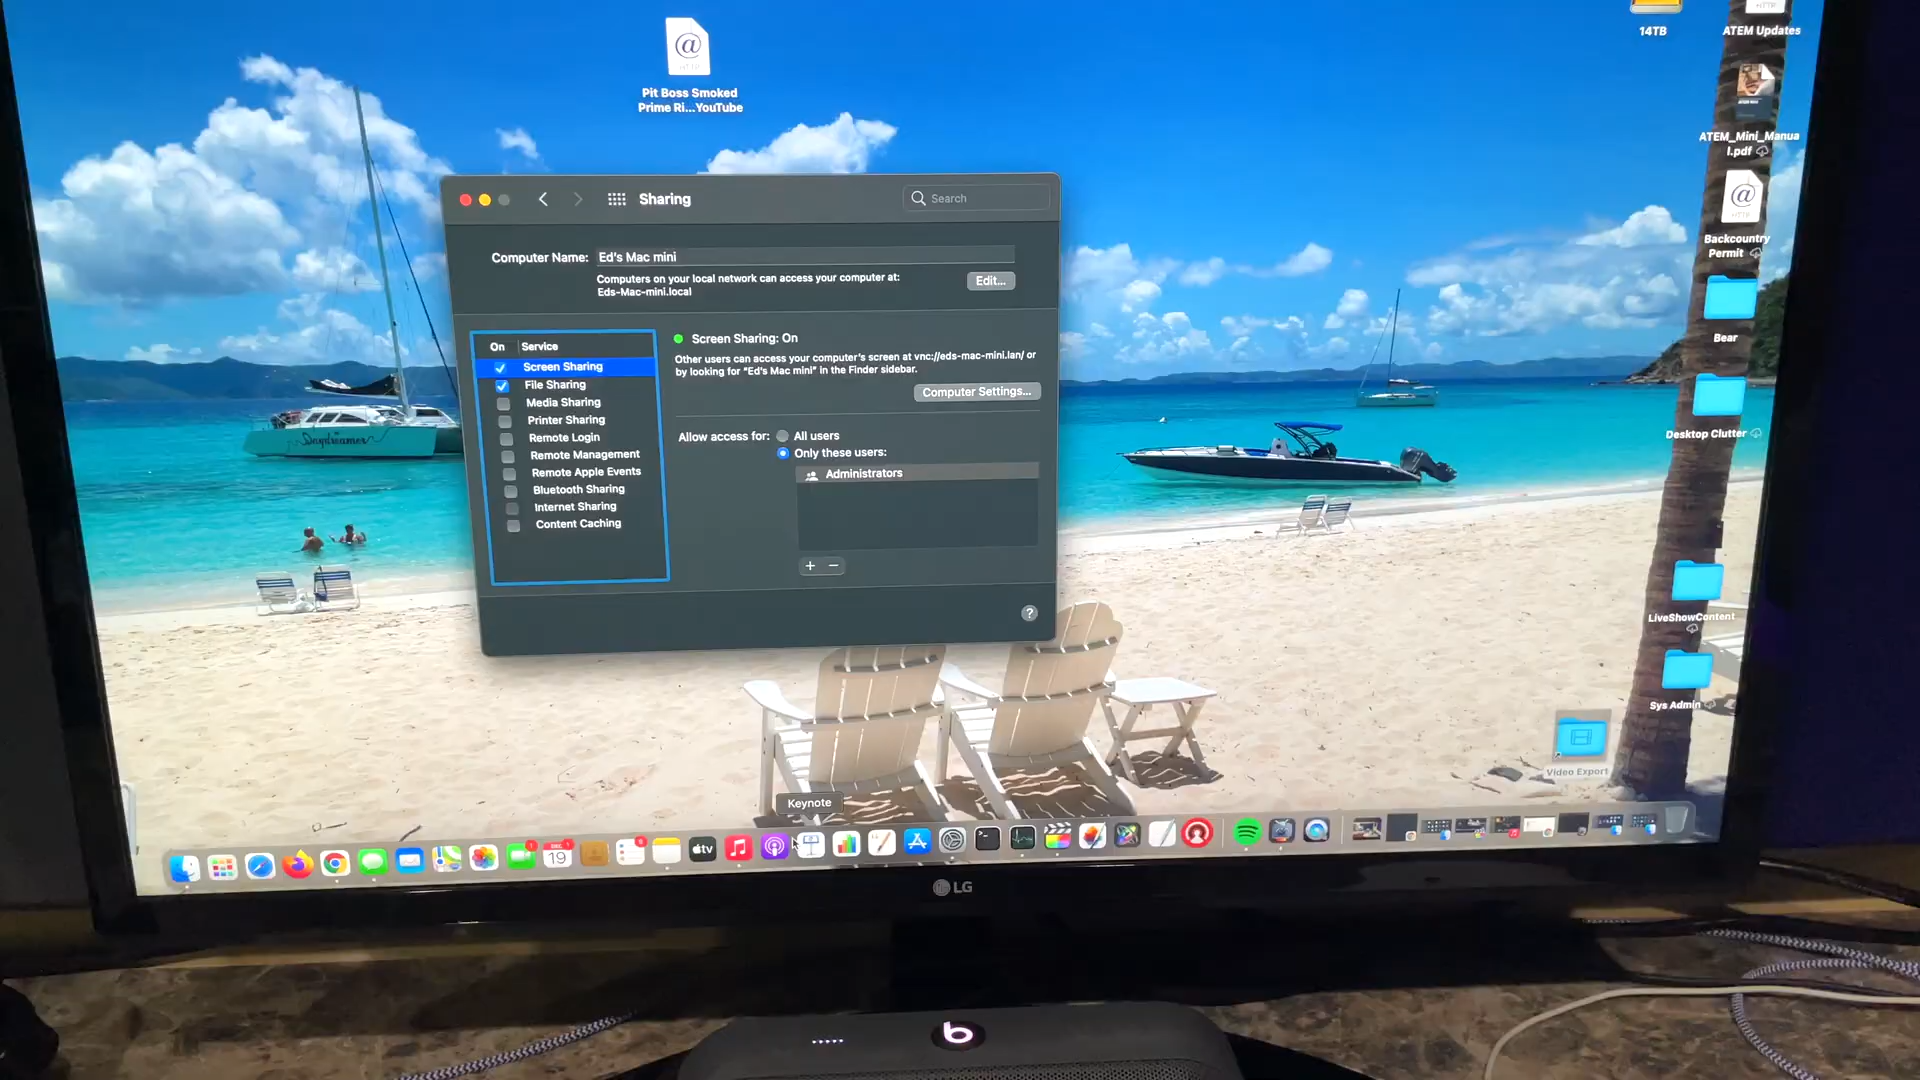 14TB
ATEM Updates
Pit Boss Smoked
Prime Ri...YouTube
ATEM_Mini_Manua
l.pdf
Backcountry
Permit
Bear
Desktop Clutter
LiveShowContent
Sys Admin
Video Export
Sharing
Search
Computer Name:
Ed's Mac mini
Computers on your local network can access your computer at:
Eds-Mac-mini.local
Edit...
On
Service
Screen Sharing
File Sharing
Media Sharing
Printer Sharing
Remote Login
Remote Management
Remote Apple Events
Bluetooth Sharing
Internet Sharing
Content Caching
Screen Sharing: On
Other users can access your computer's screen at vnc://eds-mac-mini.lan/ or
by looking for "Ed's Mac mini" in the Finder sidebar.
Computer Settings...
Allow access for:
All users
Only these users:
Administrators
+ −
?
Daydreamer
Keynote
19
tv
LG
b